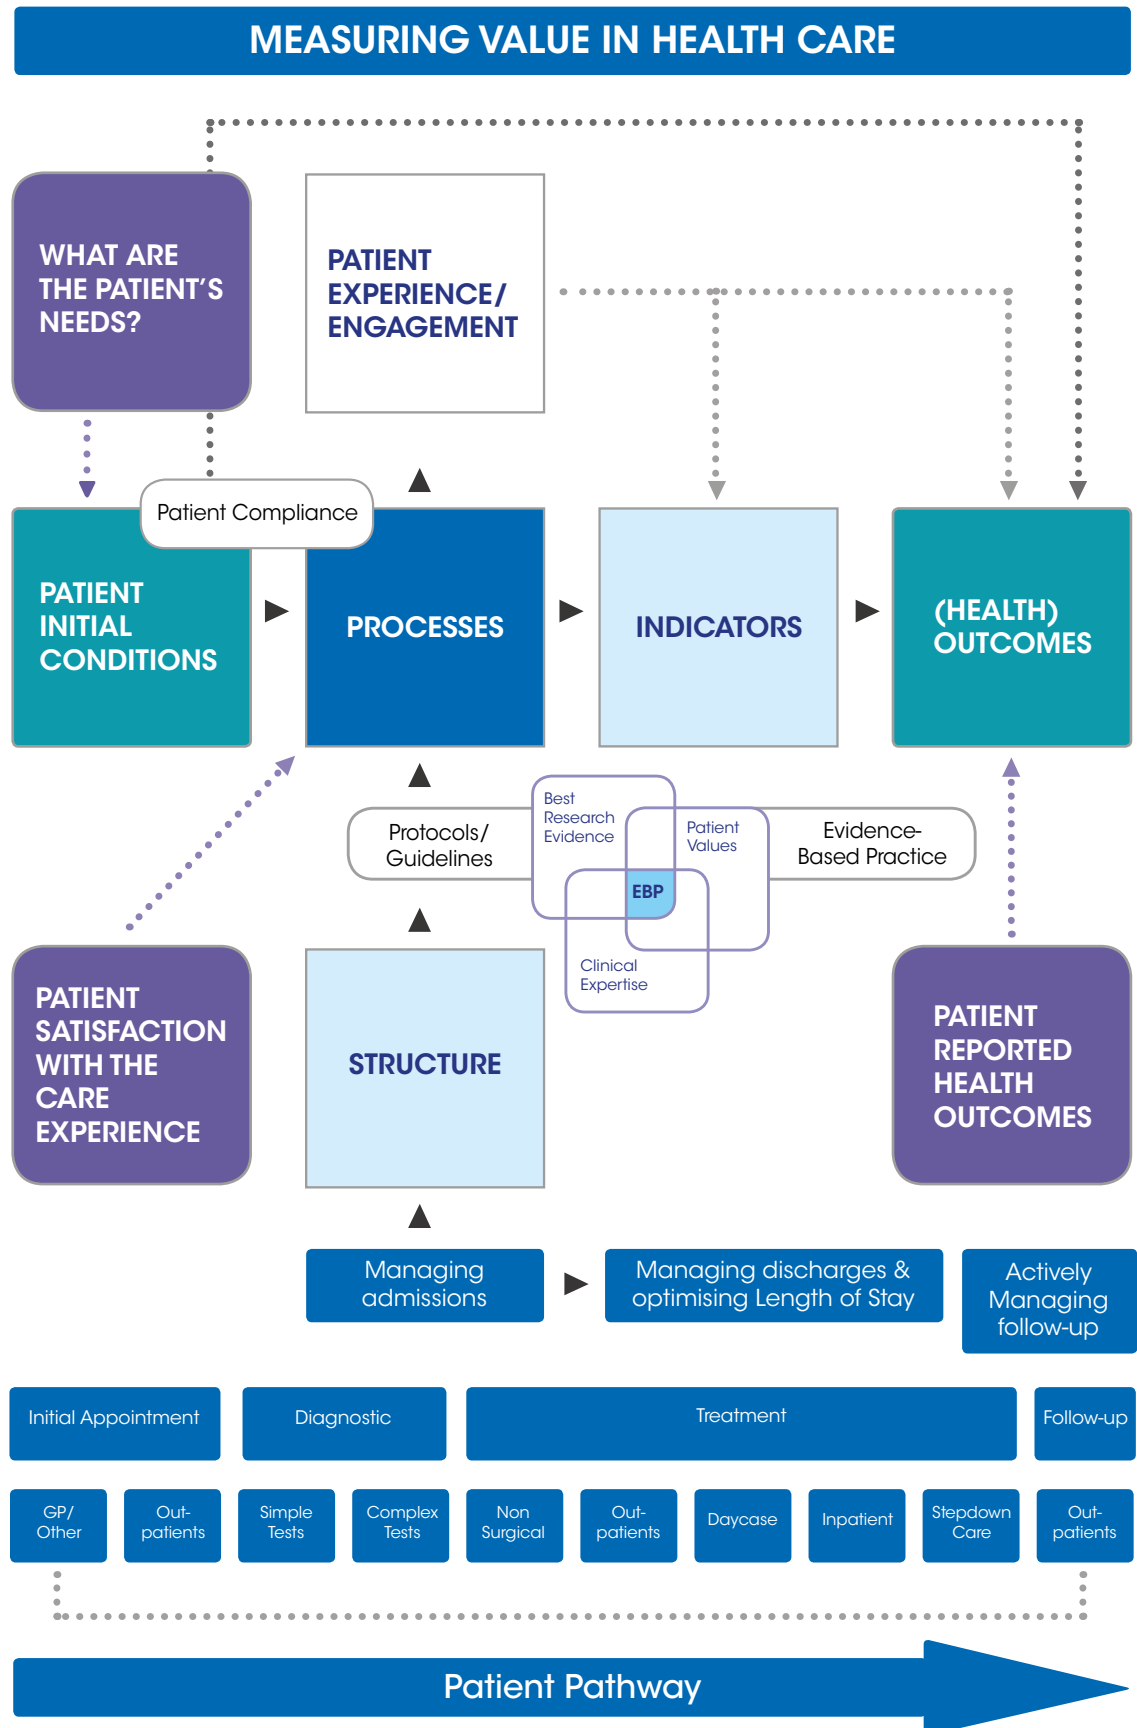 MEASURING VALUE IN HEALTH CARE
WHAT ARE
THE PATIENT'S
NEEDS?
PATIENT
EXPERIENCE/
ENGAGEMENT
Patient Compliance
PATIENT
INITIAL
CONDITIONS
PROCESSES
INDICATORS
(HEALTH)
OUTCOMES
Protocols/
Guidelines
Best
Research
Evidence
Patient
Values
Evidence-
Based Practice
EBP
Clinical
Expertise
PATIENT
SATISFACTION
WITH THE
CARE
EXPERIENCE
STRUCTURE
PATIENT
REPORTED
HEALTH
OUTCOMES
Managing
admissions
Managing discharges &
optimising Length of Stay
Actively
Managing
follow-up
Initial Appointment
Diagnostic
Treatment
Follow-up
GP/
Other
Out-
patients
Simple
Tests
Complex
Tests
Non
Surgical
Out-
patients
Daycase
Inpatient
Stepdown
Care
Out-
patients
Patient Pathway